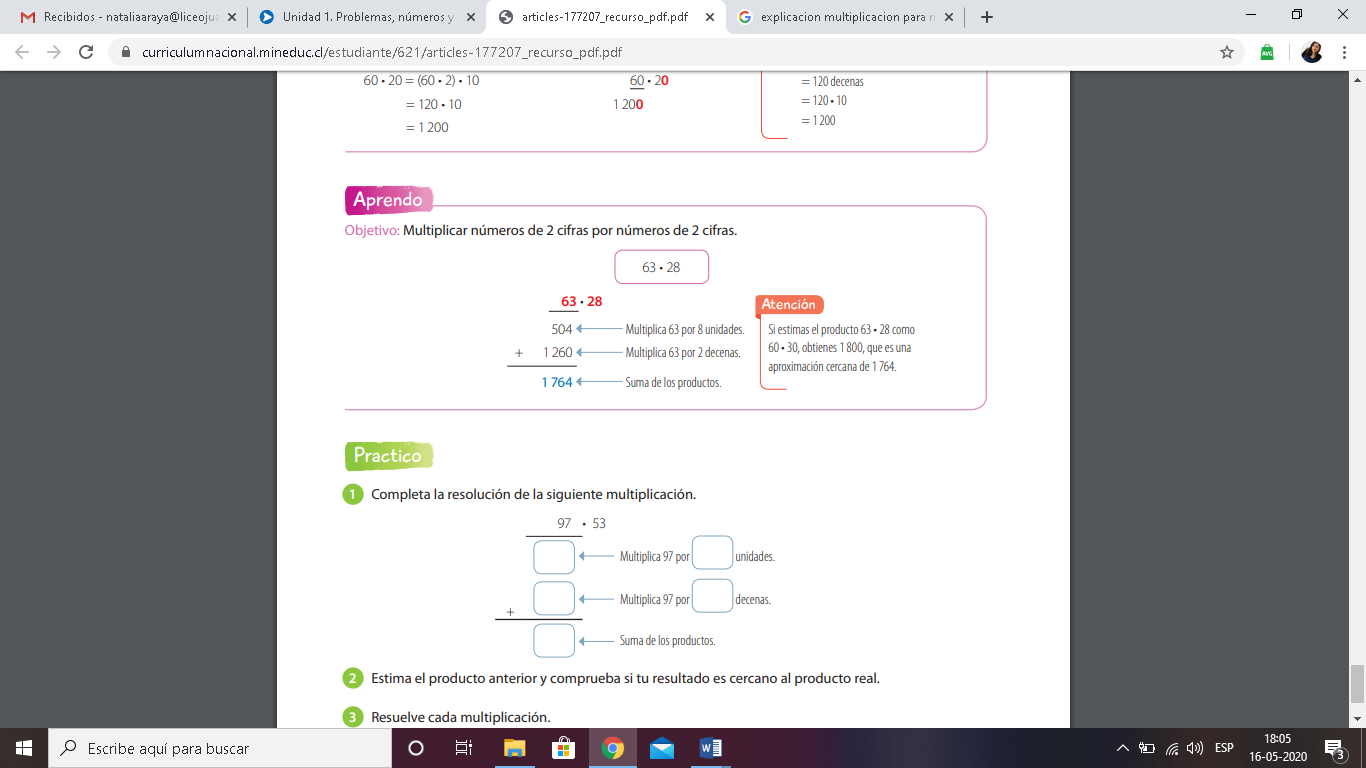 Recibidos - nataliaaraya@liceojua
Unidad 1. Problemas, números y
articles-177207_recurso_pdf.pdf
explicacion multiplicacion para n
curriculumnacional.mineduc.cl/estudiante/621/articles-177207_recurso_pdf.pdf
AVG
60 • 20 = (60 • 2) • 10
= 120 • 10
= 1 200
60 • 20
1 200
= 120 decenas
= 120 • 10
= 1 200
Aprendo
Objetivo: Multiplicar números de 2 cifras por números de 2 cifras.
63 • 28
63 • 28
504 Multiplica 63 por 8 unidades.
+ 1 260 Multiplica 63 por 2 decenas.
1 764 Suma de los productos.
Atención
Si estimas el producto 63 • 28 como
60 • 30, obtienes 1 800, que es una
aproximación cercana de 1 764.
Practico
1 Completa la resolución de la siguiente multiplicación.
97 • 53
Multiplica 97 por unidades.
+ Multiplica 97 por decenas.
Suma de los productos.
2 Estima el producto anterior y comprueba si tu resultado es cercano al producto real.
3 Resuelve cada multiplicación.
Escribe aquí para buscar
ESP
18:05
16-05-2020
3